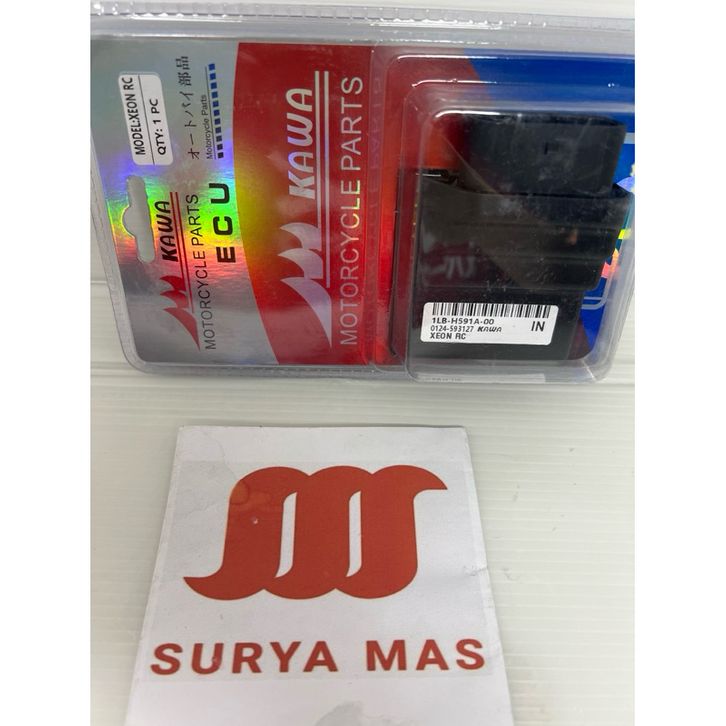 MODEL:XEON RC
QTY: 1 PC
オートバイ部品
Motorcycle Parts
KAWA
MOTORCYCLE PARTS
ECU
KAWA
MOTORCYCLE PARTS
1LB-H591A-00
0124-593127 KAWA
XEON RC
IN
SURYA MAS